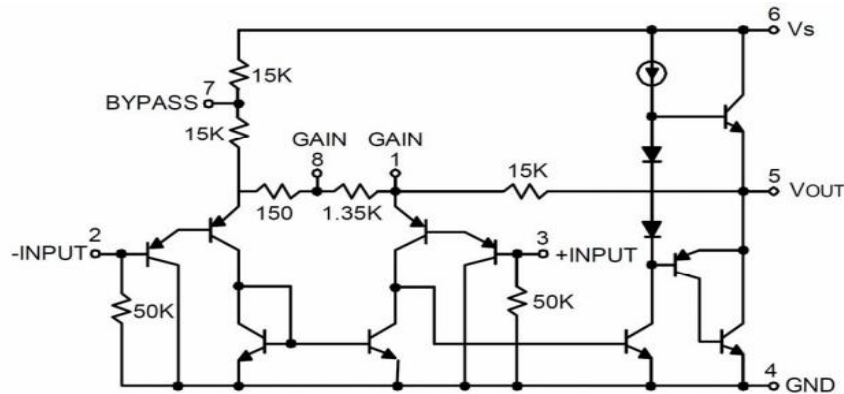 6
Vs
15K
7
BYPASS
15K
GAIN
8
GAIN
1
15K
5
VOUT
150
1.35K
2
-INPUT
3
+INPUT
50K
50K
4
GND